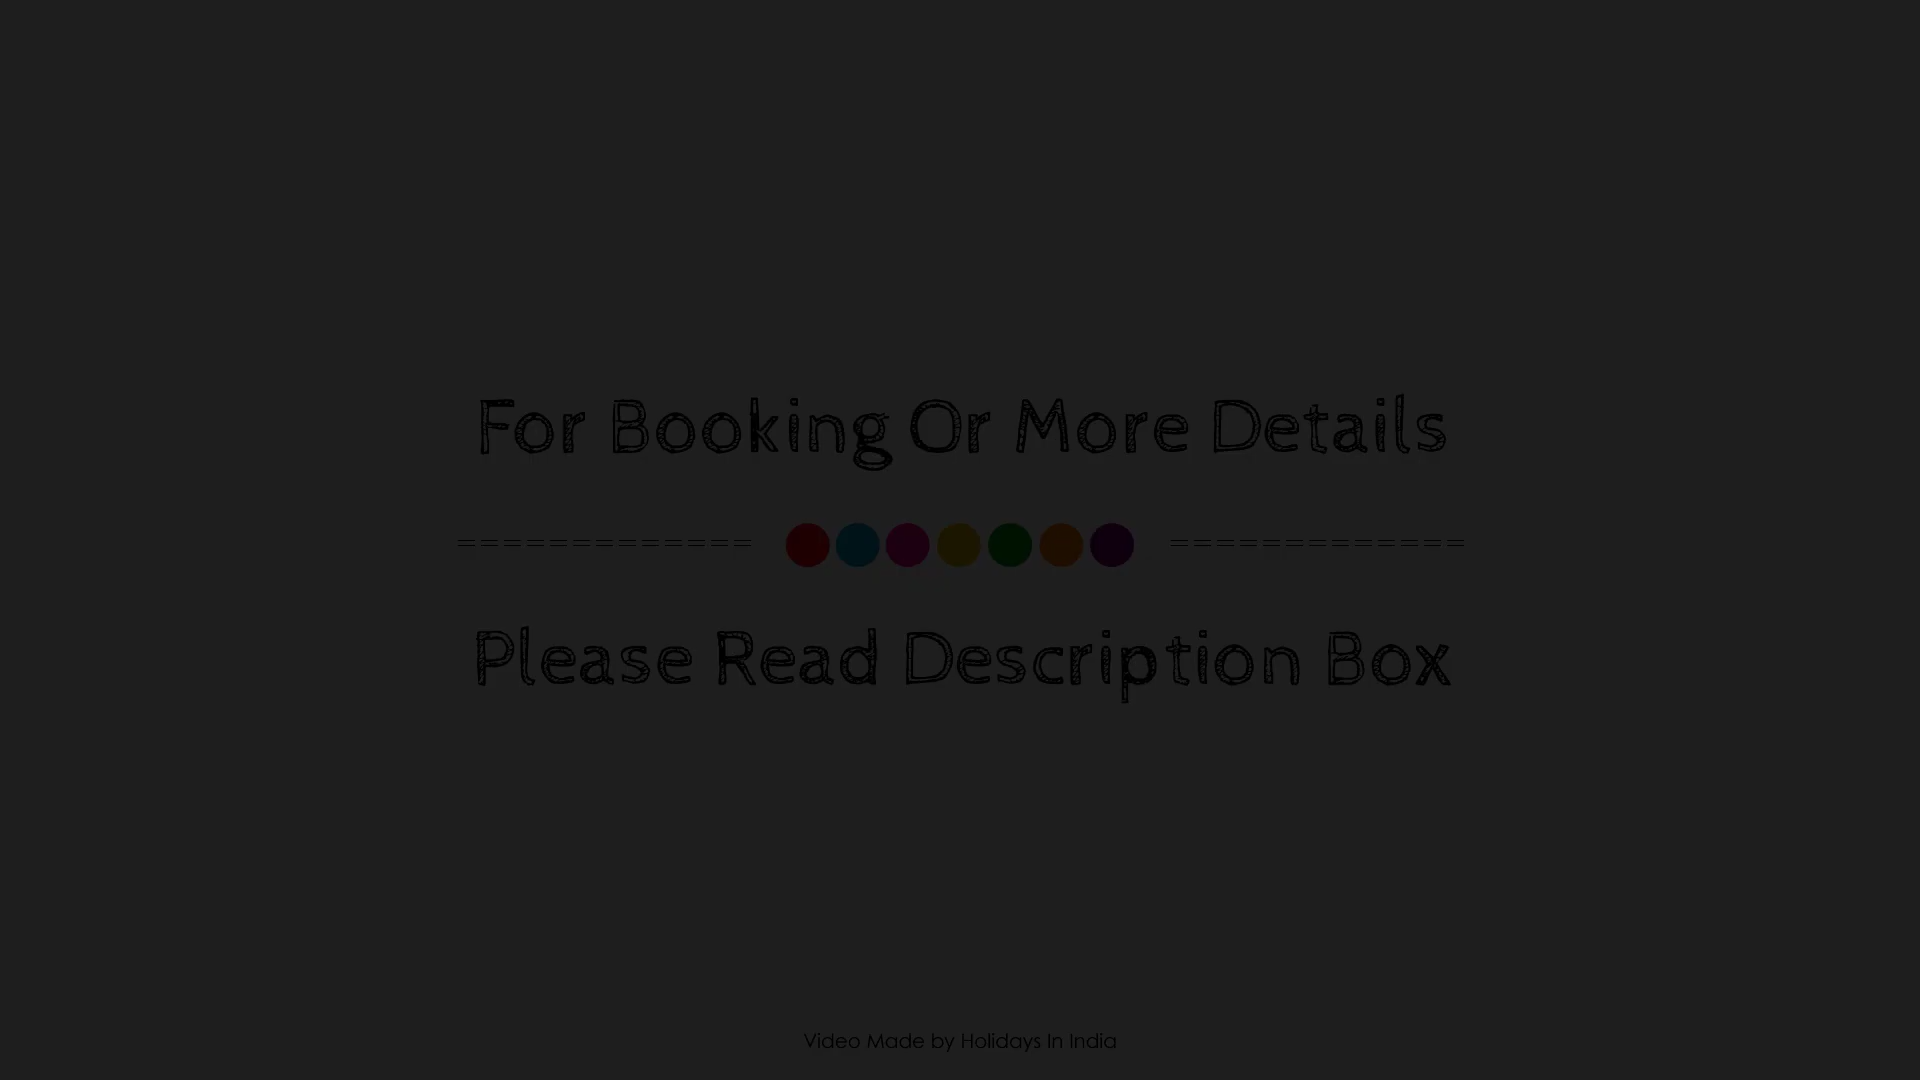 For Booking Or More Details
============= =============
Please Read Description Box
Video Made by Holidays In India